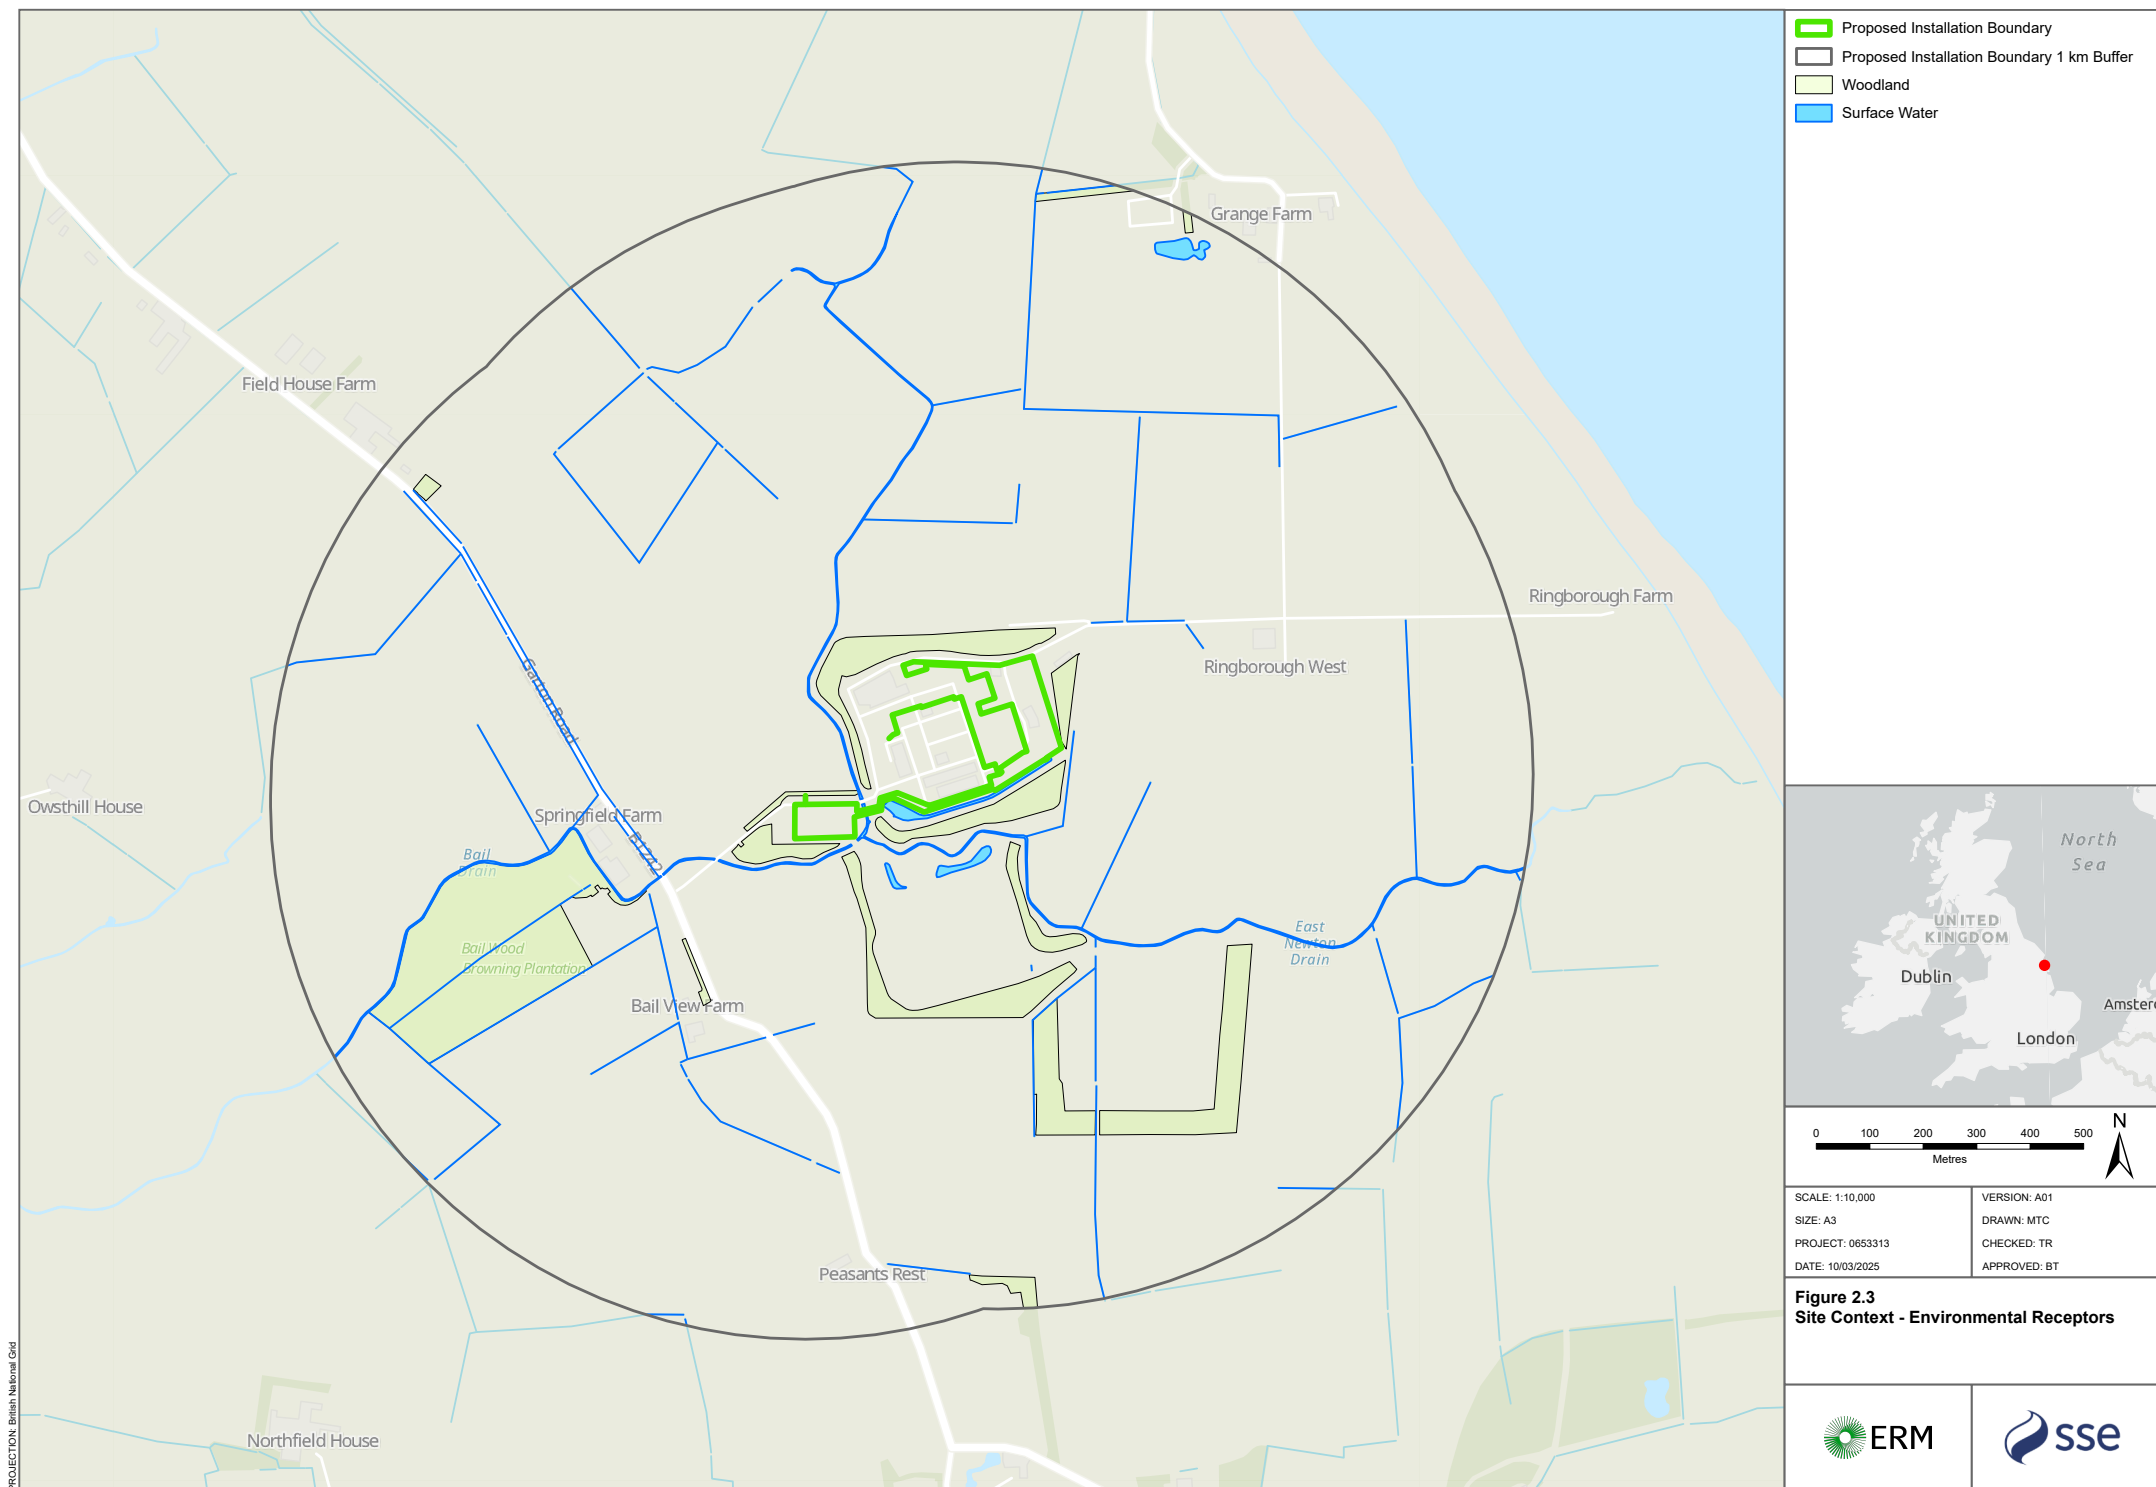 Proposed Installation Boundary
Proposed Installation Boundary 1 km Buffer
Woodland
Surface Water
Grange Farm
Field House Farm
Ringborough Farm
Ringborough West
Garton Road
Owsthill House
Springfield Farm
B1242
Bail
Drain
East
Newton
Drain
Bail Wood
Browning Plantation
Bail View Farm
Peasants Rest
Northfield House
North
Sea
UNITED
KINGDOM
Dublin
London
Amster
0 100 200 300 400 500
Metres
N
SCALE: 1:10,000
VERSION: A01
SIZE: A3
DRAWN: MTC
PROJECT: 0653313
CHECKED: TR
DATE: 10/03/2025
APPROVED: BT
Figure 2.3
Site Context - Environmental Receptors
ERM
sse
PROJECTION: British National Grid